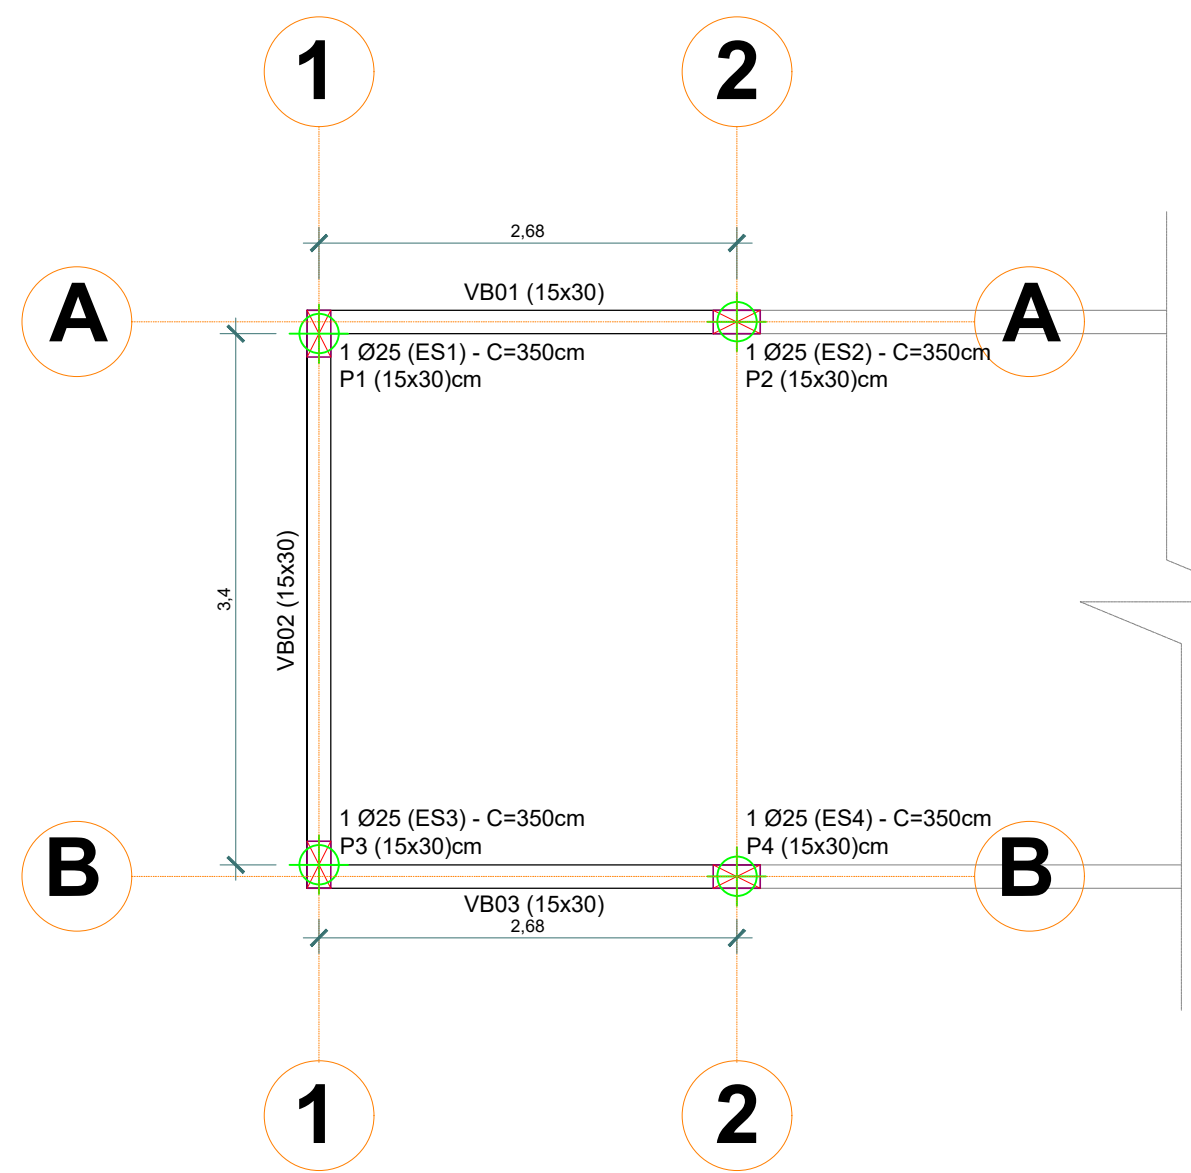 1
2
2,68
VB01 (15x30)
A
A
1 Ø25 (ES1) - C=350cm
P1 (15x30)cm
1 Ø25 (ES2) - C=350cm
P2 (15x30)cm
VB02 (15x30)
3,4
1 Ø25 (ES3) - C=350cm
P3 (15x30)cm
1 Ø25 (ES4) - C=350cm
P4 (15x30)cm
B
B
VB03 (15x30)
2,68
1
2